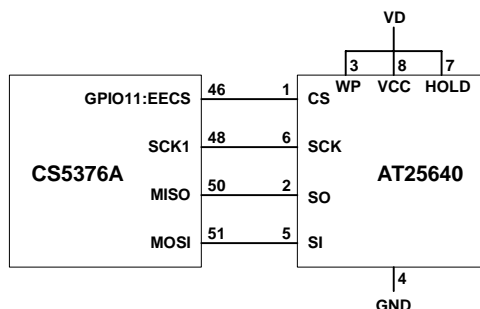 VD
3 8 7
WP VCC HOLD
GPIO11:EECS 46 1 CS
SCK1 48 6 SCK
CS5376A AT25640
MISO 50 2 SO
MOSI 51 5 SI
4
GND